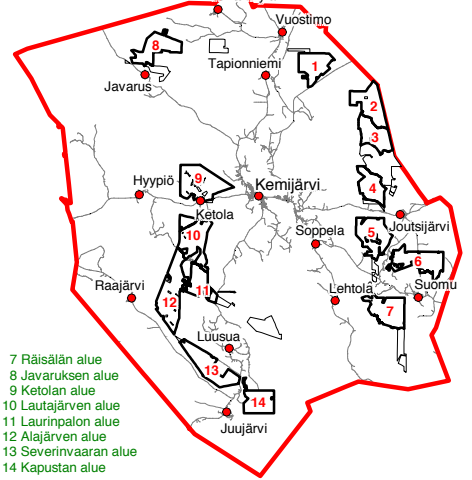 Vuostimo
8
Tapionniemi
1
Javarus
2
3
Hyypiö
9
Kemijärvi
4
Ketola
Joutsijärvi
10
Soppela
5
6
Raajärvi
11
Lehtola
Suomu
12
7
Luusua
7 Räisälän alue
13
8 Javaruksen alue
9 Ketolan alue
14
10 Lautajärven alue
Juujärvi
11 Laurinpalon alue
12 Alajärven alue
13 Severinvaaran alue
14 Kapustan alue